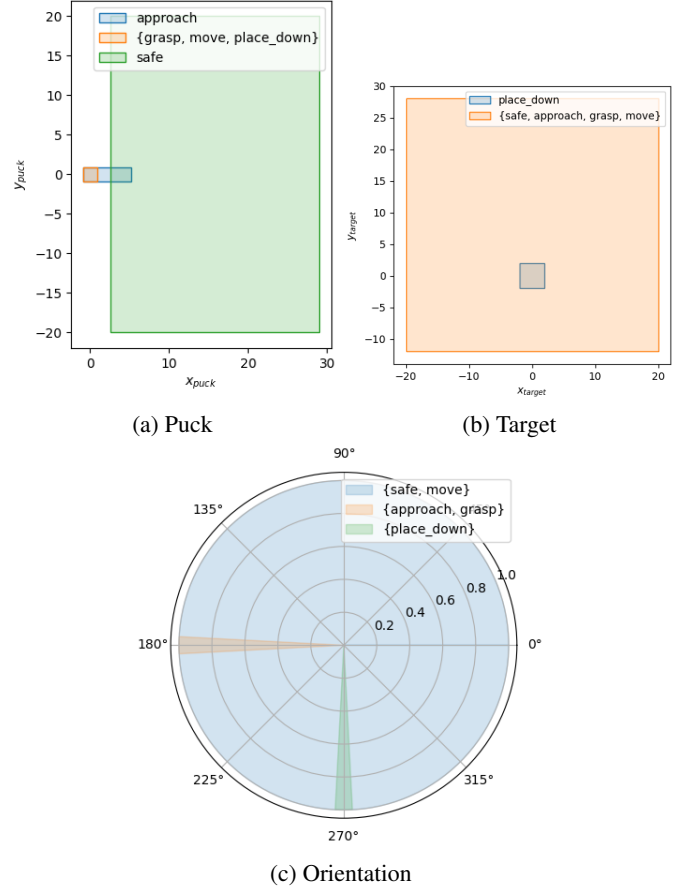 approach
{grasp, move, place_down}
safe
20
15
10
5
0
−5
−10
−15
−20
y_puck
0
10
20
30
x_puck
(a) Puck
place_down
{safe, approach, grasp, move}
30
25
20
15
10
5
0
−5
−10
y_target
−20
−10
0
10
20
x_target
(b) Target
90°
{safe, move}
{approach, grasp}
{place_down}
135°
1.0
0.8
0.6
0.4
0.2
180°
0°
225°
315°
270°
(c) Orientation